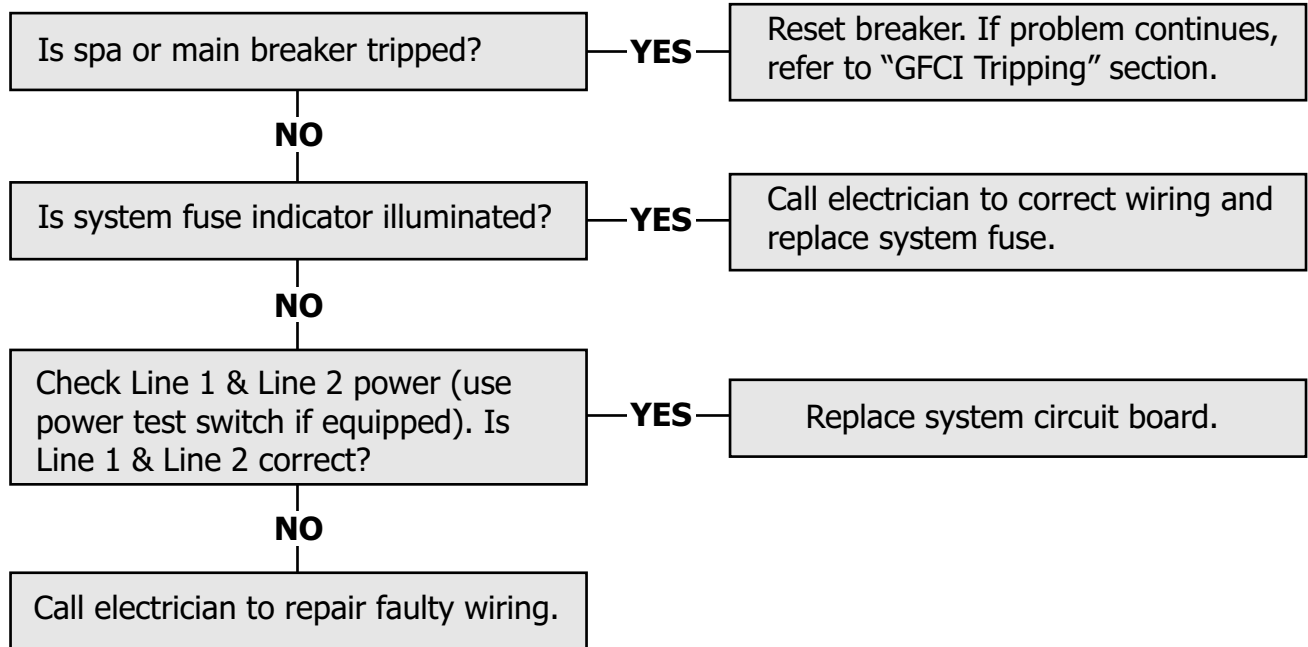 Is spa or main breaker tripped?
YES
Reset breaker. If problem continues,
refer to “GFCI Tripping” section.
NO
Is system fuse indicator illuminated?
YES
Call electrician to correct wiring and
replace system fuse.
NO
Check Line 1 & Line 2 power (use
power test switch if equipped). Is
Line 1 & Line 2 correct?
YES
Replace system circuit board.
NO
Call electrician to repair faulty wiring.